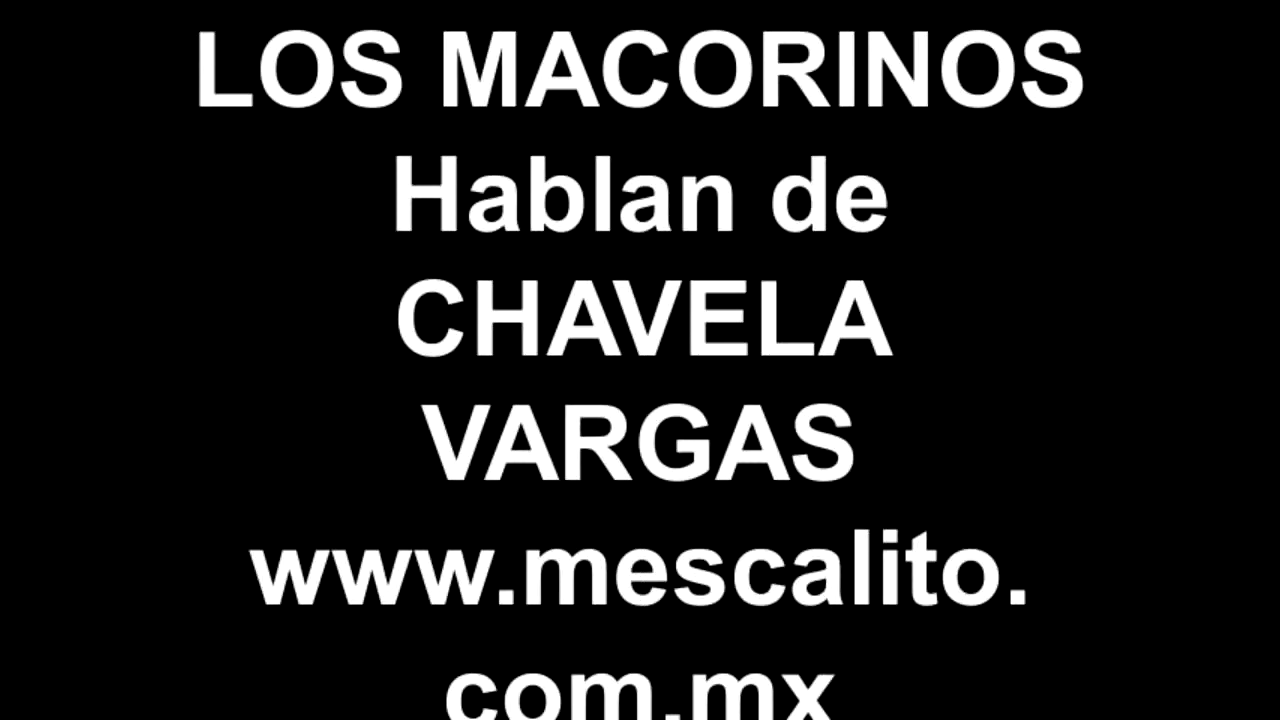 LOS MACORINOS
Hablan de
CHAVELA
VARGAS
www.mescalito.
com.mx